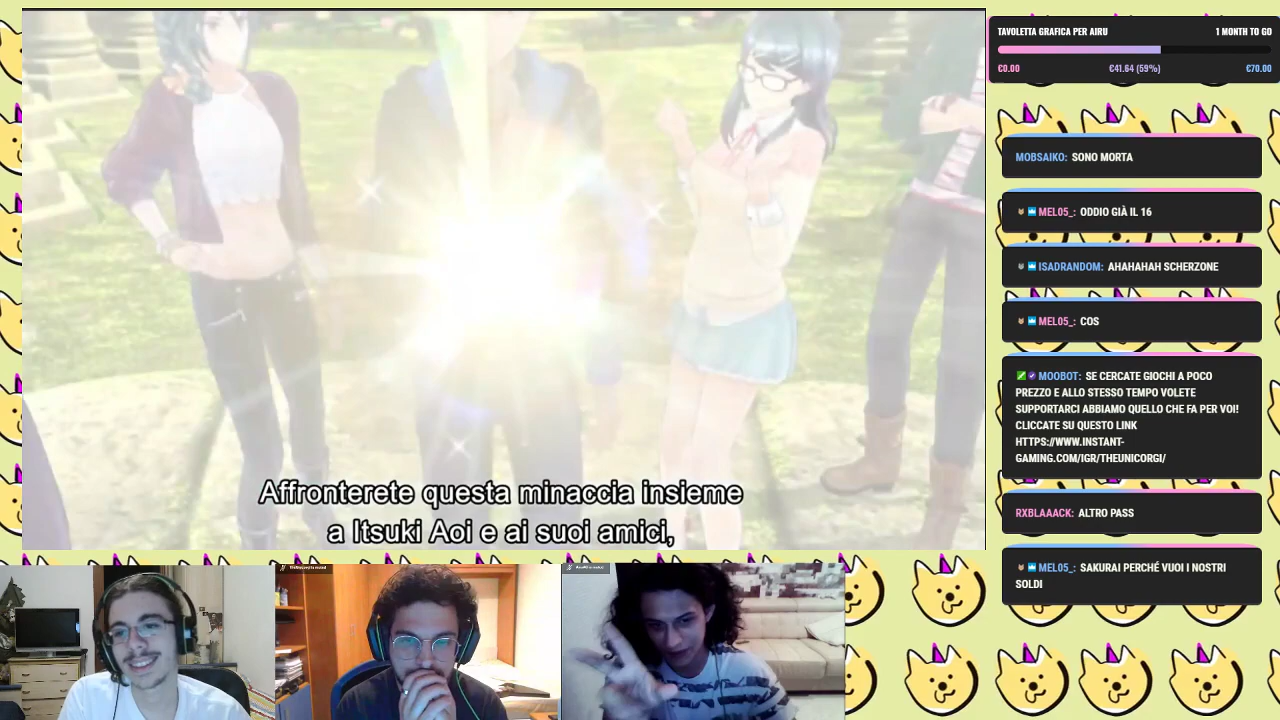 TAVOLETTA GRAFICA PER AIRU
1 MONTH TO GO
€0.00
€41.64 (59%)
€70.00
MOBSAIKO: SONO MORTA
MEL05_: ODDIO GIÀ IL 16
ISADRANDOM: AHAHAHAH SCHERZONE
MEL05_: COS
MOOBOT: SE CERCATE GIOCHI A POCO
PREZZO E ALLO STESSO TEMPO VOLETE
SUPPORTARCI ABBIAMO QUELLO CHE FA PER VOI!
CLICCATE SU QUESTO LINK
HTTPS://WWW.INSTANT-
GAMING.COM/IGR/THEUNICORGI/
RXBLAAACK: ALTRO PASS
MEL05_: SAKURAI PERCHÉ VUOI I NOSTRI
SOLDI
Affronterete questa minaccia insieme
a Itsuki Aoi e ai suoi amici,